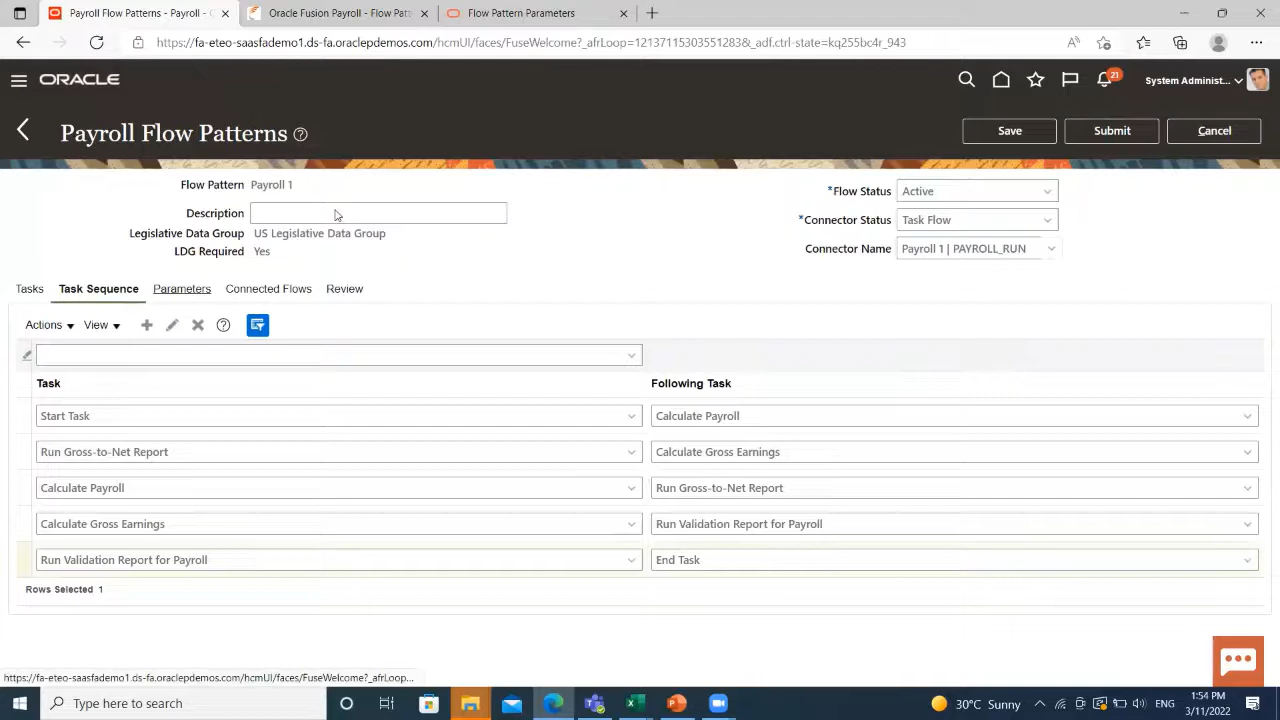 Payroll Flow Patterns - Payroll - O
Oracle Fusion Payroll - Flow Patt
Flow Pattern Parameters
https://fa-eteo-saasfademo1.ds-fa.oraclepdemos.com/hcmUI/faces/FuseWelcome?_afrLoop=121371153035512 83&_adf.ctrl-state=kq255bc4r_943
ORACLE
21
System Administ...
Payroll Flow Patterns
Save
Submit
Cancel
Flow Pattern Payroll 1
*Flow Status Active
Description
*Connector Status Task Flow
Legislative Data Group US Legislative Data Group
Connector Name Payroll 1 | PAYROLL_RUN
LDG Required Yes
Tasks Task Sequence Parameters Connected Flows Review
Actions View
Task Following Task
Start Task Calculate Payroll
Run Gross-to-Net Report Calculate Gross Earnings
Calculate Payroll Run Gross-to-Net Report
Calculate Gross Earnings Run Validation Report for Payroll
Run Validation Report for Payroll End Task
Rows Selected 1
https://fa-eteo-saasfademo1.ds-fa.oraclepdemos.com/hcmUI/faces/FuseWelcome?_afrLoop...
Type here to search
30°C Sunny
ENG
1:54 PM
3/11/2022